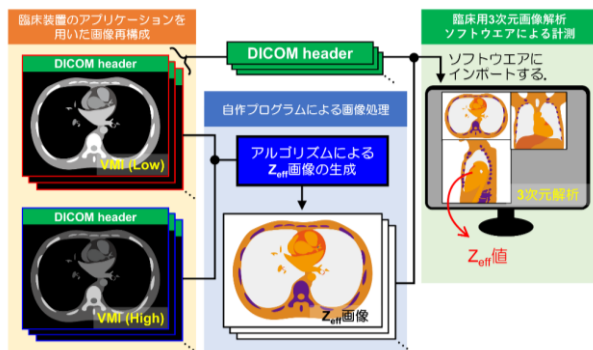 臨床装置のアプリケーションを
用いた画像再構成
DICOM header
VMI (Low)
DICOM header
VMI (High)
DICOM header
自作プログラムによる画像処理
アルゴリズムによる
Zeff画像の生成
Zeff画像
臨床用3次元画像解析
ソフトウエアによる計測
ソフトウエアに
インポートする.
3次元解析
Zeff値